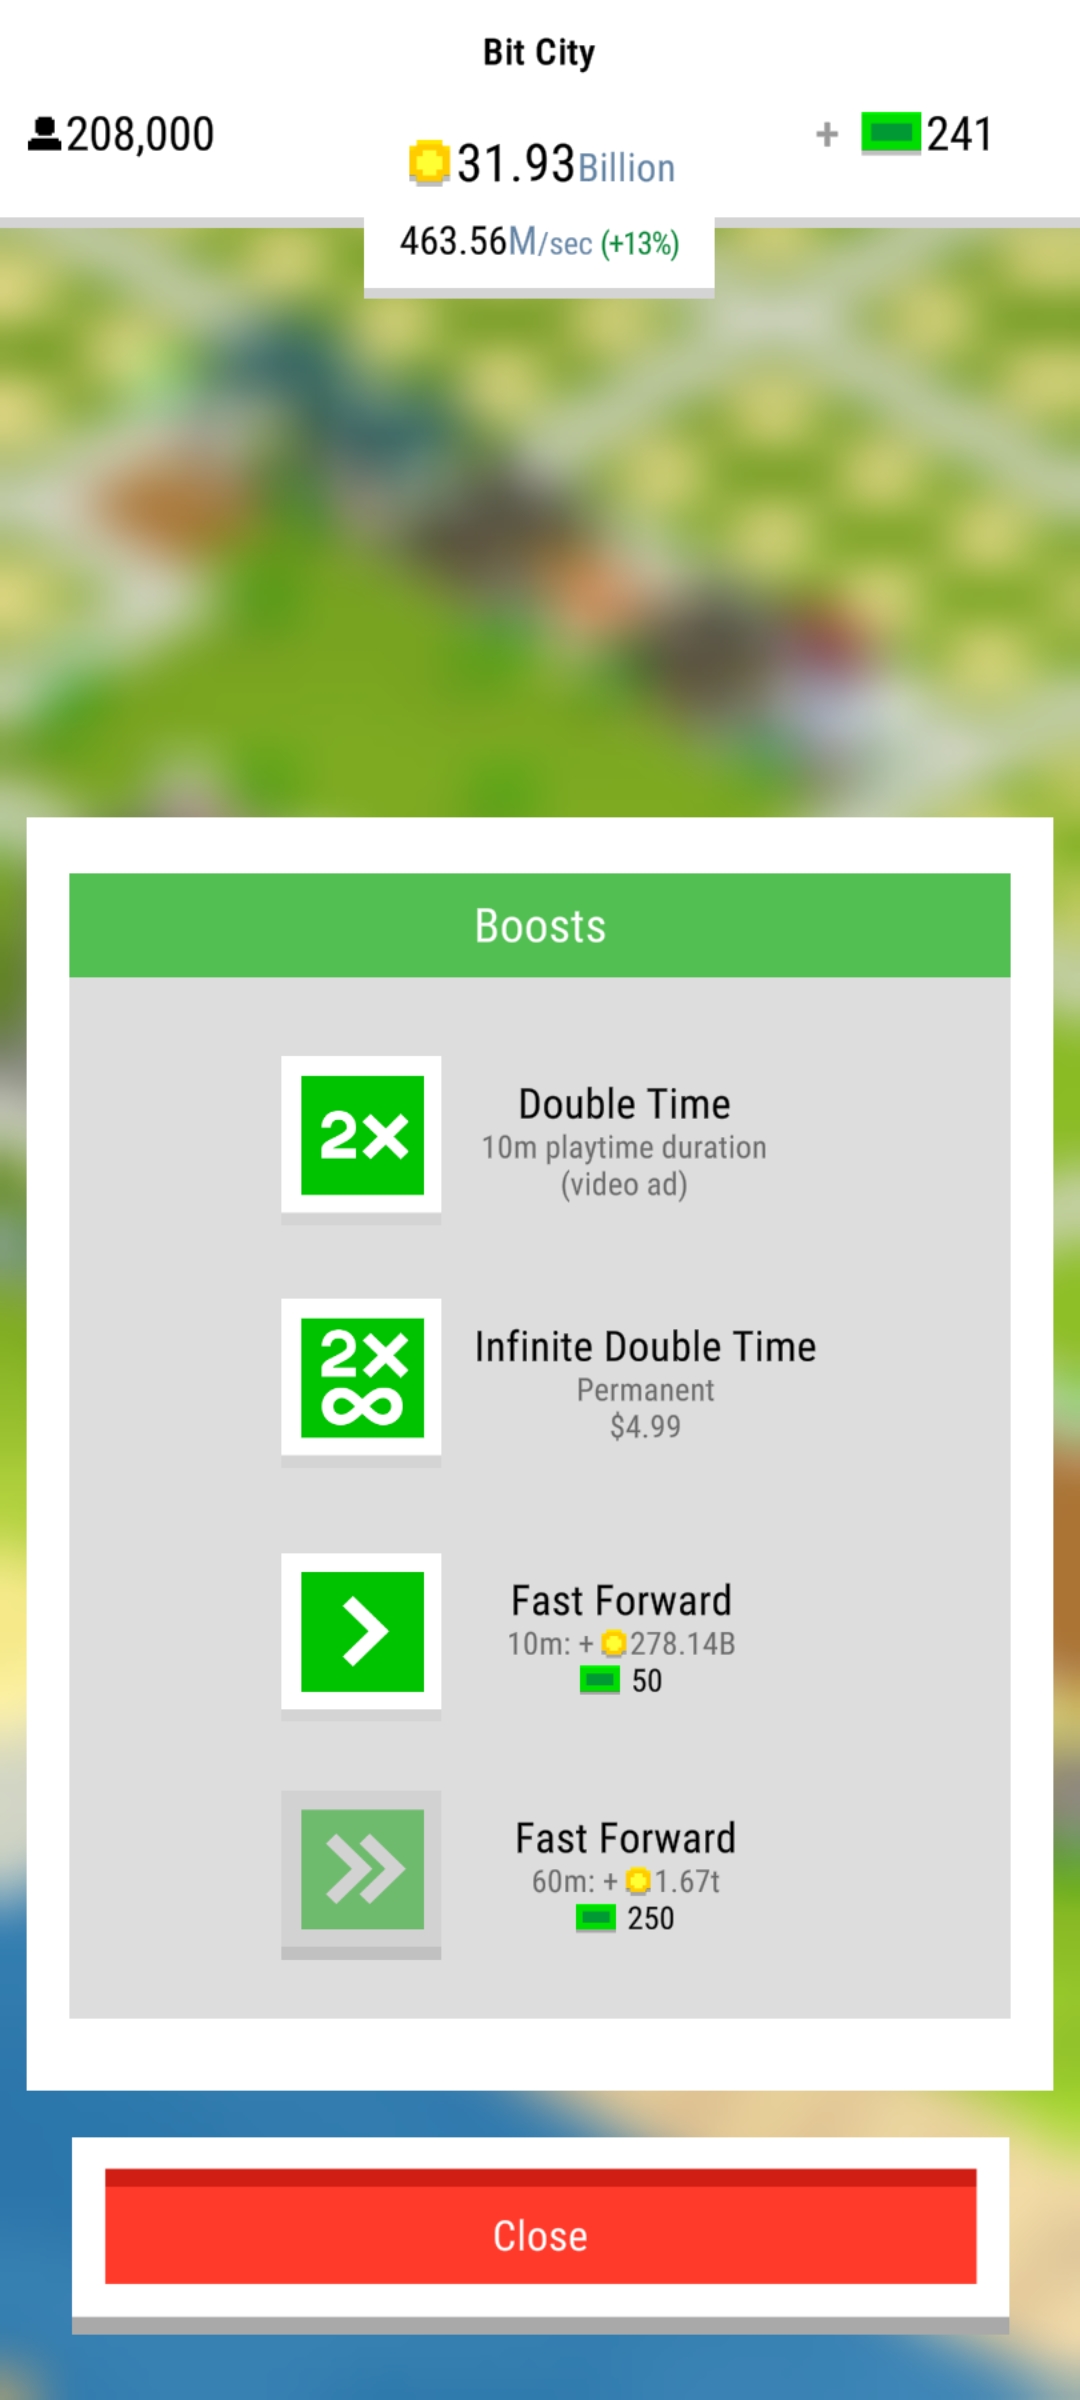 Bit City
208,000
31.93Billion
+ 241
463.56M/sec (+13%)
Boosts
2×
Double Time
10m playtime duration
(video ad)
2×
∞
Infinite Double Time
Permanent
$4.99
Fast Forward
10m: + 278.14B
50
Fast Forward
60m: + 1.67t
250
Close